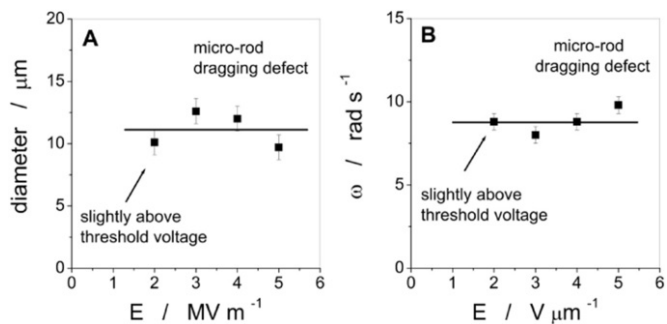 A
micro-rod
dragging defect
slightly above
threshold voltage
diameter / μm
20
15
10
5
0
0 1 2 3 4 5 6
E / MV m⁻¹
B
micro-rod
dragging defect
slightly above
threshold voltage
ω / rad s⁻¹
15
10
5
0
0 1 2 3 4 5 6
E / V μm⁻¹